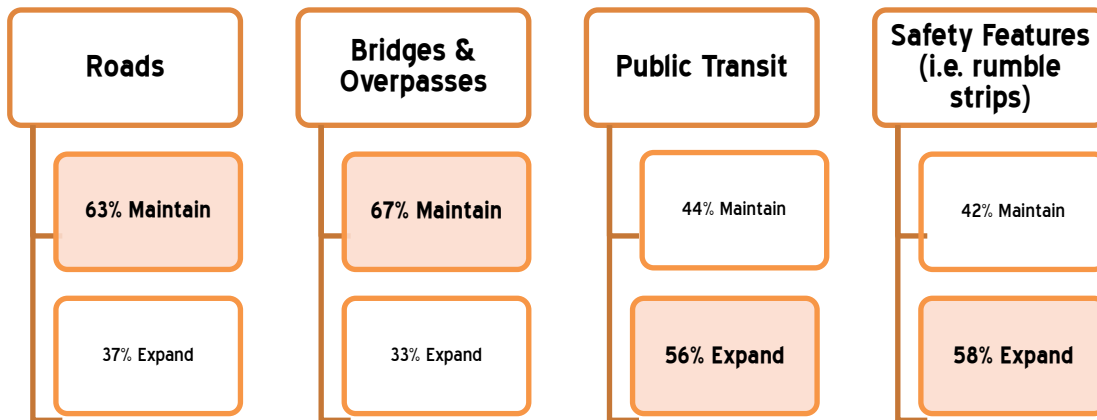 Roads
63% Maintain
37% Expand
Bridges &
Overpasses
67% Maintain
33% Expand
Public Transit
44% Maintain
56% Expand
Safety Features
(i.e. rumble
strips)
42% Maintain
58% Expand